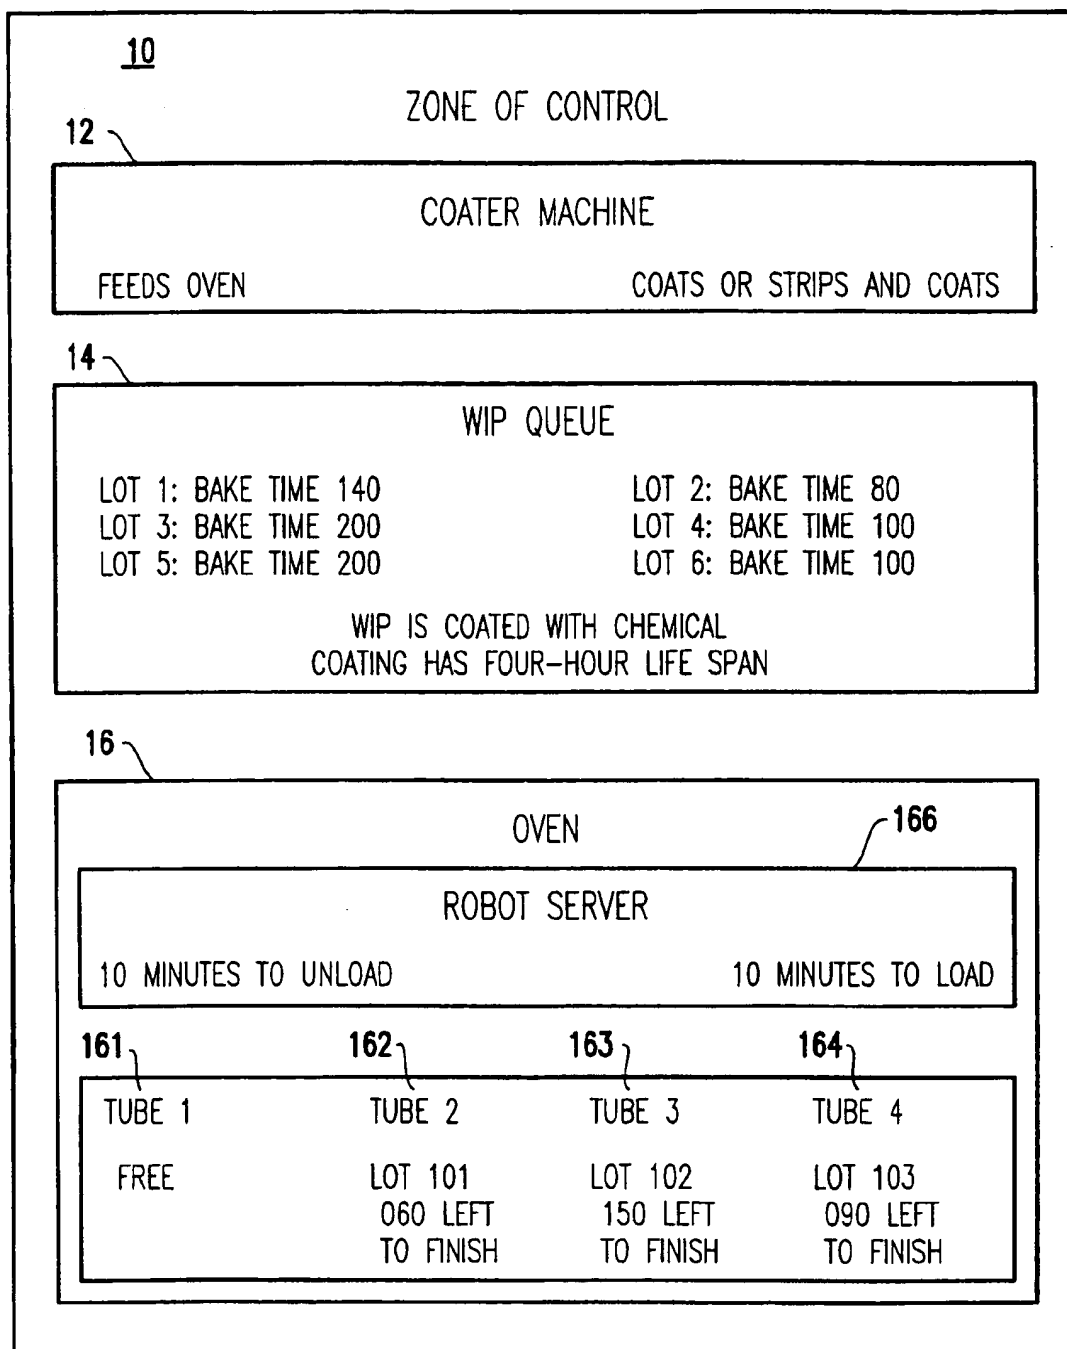 10
ZONE OF CONTROL
12
COATER MACHINE
FEEDS OVEN COATS OR STRIPS AND COATS
14
WIP QUEUE
LOT 1: BAKE TIME 140 LOT 2: BAKE TIME 80
LOT 3: BAKE TIME 200 LOT 4: BAKE TIME 100
LOT 5: BAKE TIME 200 LOT 6: BAKE TIME 100
WIP IS COATED WITH CHEMICAL
COATING HAS FOUR-HOUR LIFE SPAN
16
OVEN
166
ROBOT SERVER
10 MINUTES TO UNLOAD 10 MINUTES TO LOAD
161 162 163 164
TUBE 1 TUBE 2 TUBE 3 TUBE 4
FREE LOT 101 LOT 102 LOT 103
060 LEFT 150 LEFT 090 LEFT
TO FINISH TO FINISH TO FINISH